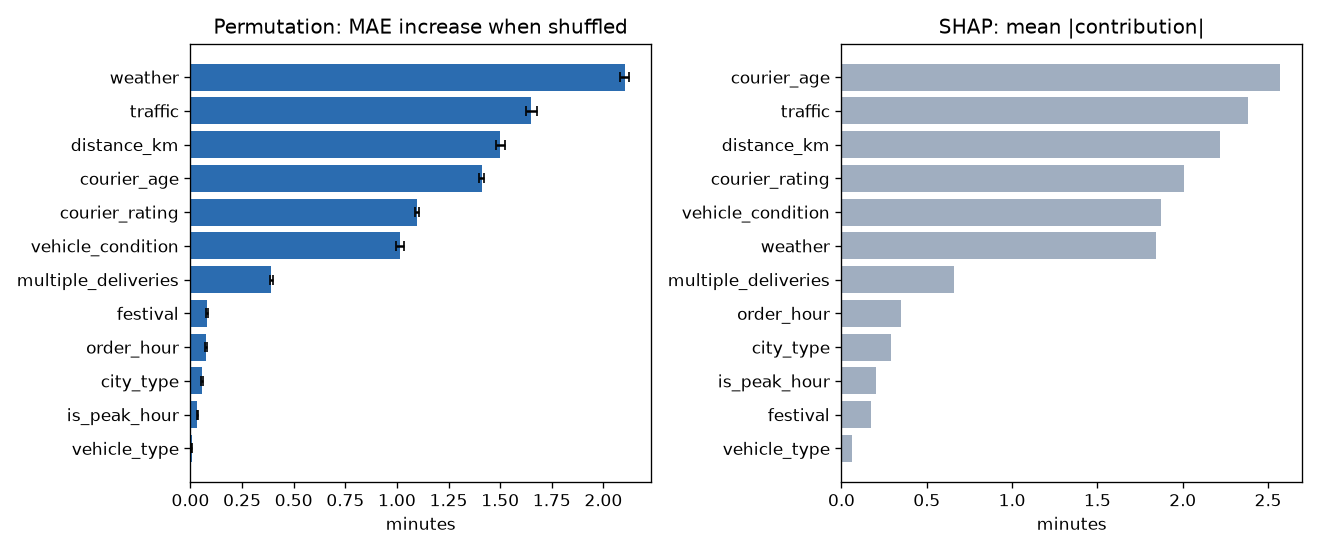 Permutation: MAE increase when shuffled
weather
traffic
distance_km
courier_age
courier_rating
vehicle_condition
multiple_deliveries
festival
order_hour
city_type
is_peak_hour
vehicle_type
0.00 0.25 0.50 0.75 1.00 1.25 1.50 1.75 2.00
minutes
SHAP: mean |contribution|
courier_age
traffic
distance_km
courier_rating
vehicle_condition
weather
multiple_deliveries
order_hour
city_type
is_peak_hour
festival
vehicle_type
0.0 0.5 1.0 1.5 2.0 2.5
minutes